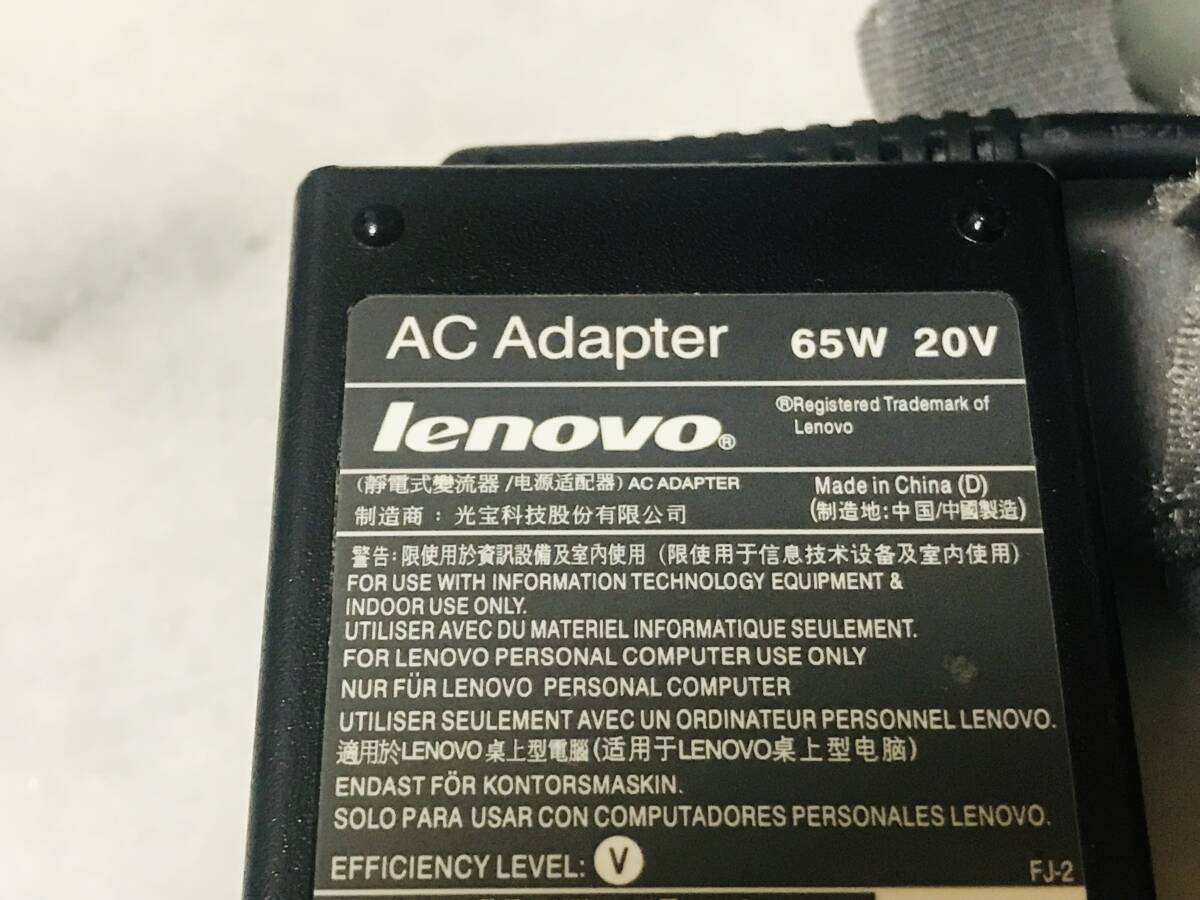 AC Adapter 65W 20V
lenovo®
®Registered Trademark of
Lenovo
(靜電式變流器/电源适配器) AC ADAPTER
制造商：光宝科技股份有限公司
Made in China (D)
(制造地:中国/中國製造)
警告:限使用於資訊設備及室內使用 (限使用于信息技术设备及室内使用)
FOR USE WITH INFORMATION TECHNOLOGY EQUIPMENT &
INDOOR USE ONLY.
UTILISER AVEC DU MATERIEL INFORMATIQUE SEULEMENT.
FOR LENOVO PERSONAL COMPUTER USE ONLY
NUR FÜR LENOVO PERSONAL COMPUTER
UTILISER SEULEMENT AVEC UN ORDINATEUR PERSONNEL LENOVO.
適用於LENOVO桌上型電腦(适用于LENOVO桌上型电脑)
ENDAST FÖR KONTORSMASKIN.
SOLO PARA USAR CON COMPUTADORES PERSONALES LENOVO.
EFFICIENCY LEVEL: V
FJ-2